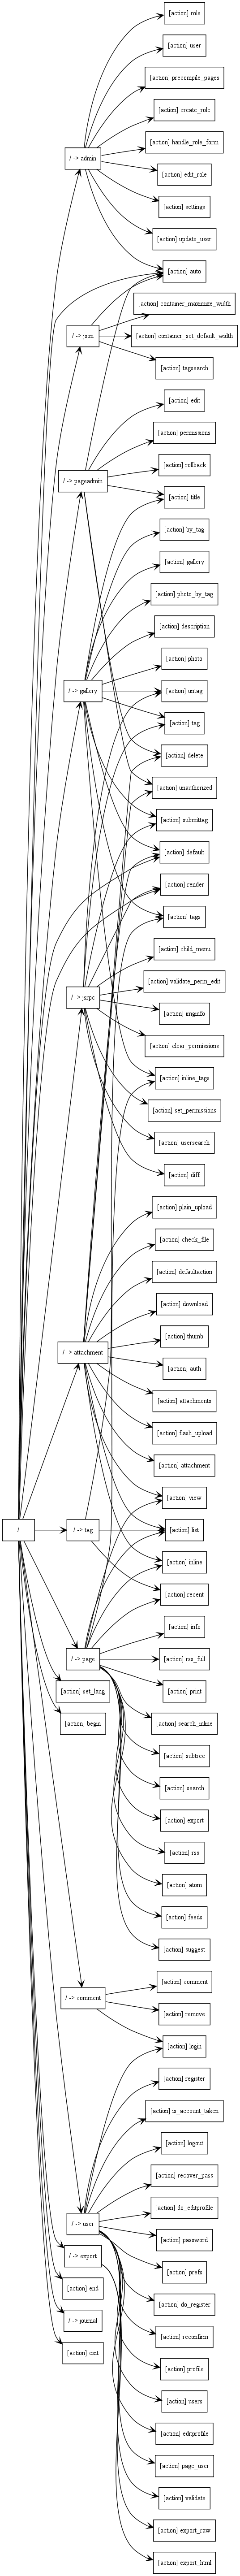 [action] role
[action] user
[action] precompile_pages
[action] create_role
[action] handle_role_form
/ -> admin
[action] edit_role
[action] settings
[action] update_user
[action] auto
[action] container_maximize_width
/ -> json
[action] container_set_default_width
[action] tagsearch
[action] edit
[action] permissions
[action] rollback
/ -> pageadmin
[action] title
[action] by_tag
[action] gallery
[action] photo_by_tag
[action] description
[action] photo
/ -> gallery
[action] untag
[action] tag
[action] delete
[action] unauthorized
[action] submittag
[action] default
[action] render
[action] tags
[action] child_menu
[action] validate_perm_edit
/ -> jsrpc
[action] imginfo
[action] clear_permissions
[action] inline_tags
[action] set_permissions
[action] usersearch
[action] diff
[action] plain_upload
[action] check_file
[action] defaultaction
[action] download
[action] thumb
/ -> attachment
[action] auth
[action] attachments
[action] flash_upload
[action] attachment
[action] view
/
/ -> tag
[action] list
[action] inline
[action] recent
[action] info
/ -> page
[action] rss_full
[action] set_lang
[action] print
[action] begin
[action] search_inline
[action] subtree
[action] search
[action] export
[action] rss
[action] atom
[action] feeds
[action] suggest
[action] comment
/ -> comment
[action] remove
[action] login
[action] register
[action] is_account_taken
[action] logout
[action] recover_pass
[action] do_editprofile
/ -> user
[action] password
/ -> export
[action] prefs
[action] end
[action] do_register
/ -> journal
[action] reconfirm
[action] exit
[action] profile
[action] users
[action] editprofile
[action] page_user
[action] validate
[action] export_raw
[action] export_html